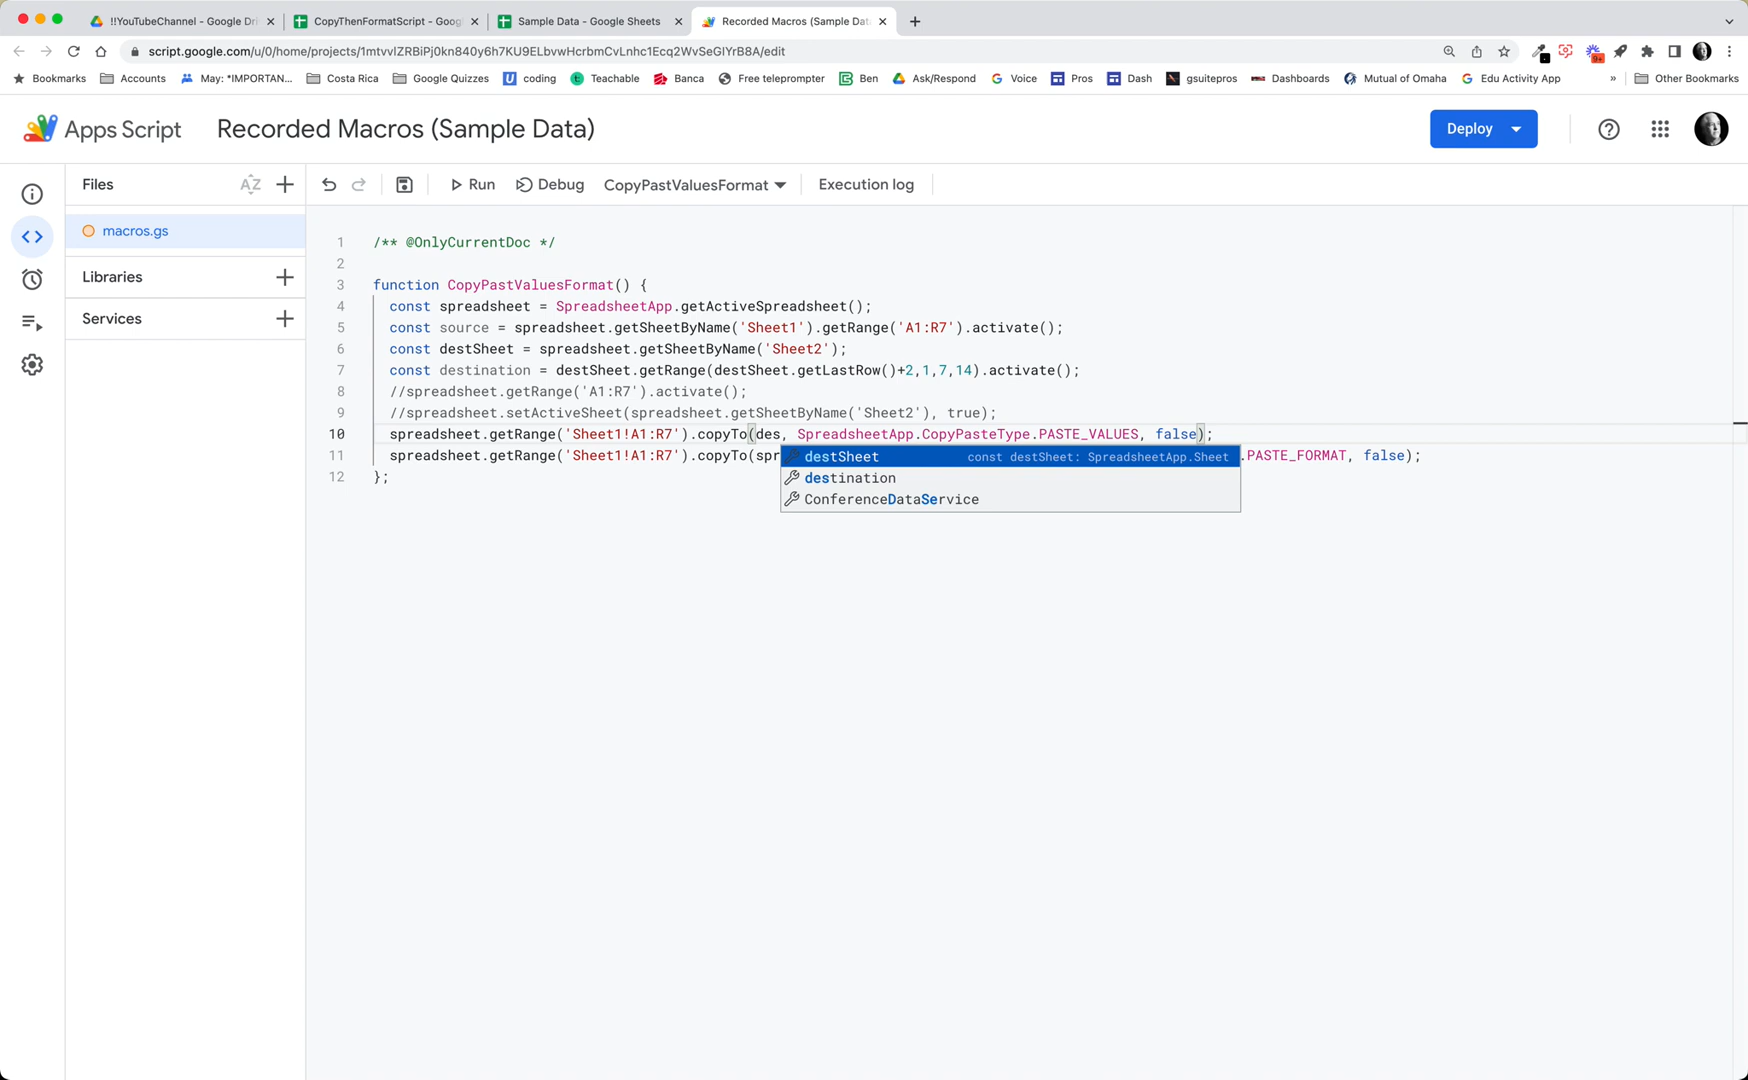 !!YouTubeChannel - Google Dri
CopyThenFormatScript - Goog
Sample Data - Google Sheets
Recorded Macros (Sample Dat
script.google.com/u/0/home/projects/1mtvvlZRBiPj0kn840y6h7KU9ELbvwHcrbmCvLnhc1Ecq2WvSeGIYrB8A/edit
Bookmarks Accounts May: *IMPORTAN... Costa Rica Google Quizzes coding Teachable Banca Free teleprompter Ben Ask/Respond Voice Pros Dash gsuitepros Dashboards Mutual of Omaha Edu Activity App » Other Bookmarks
Apps Script Recorded Macros (Sample Data) Deploy
Files AZ Run Debug CopyPastValuesFormat Execution log
macros.gs
Libraries
Services
1 /** @OnlyCurrentDoc */
2
3 function CopyPastValuesFormat() {
4 const spreadsheet = SpreadsheetApp.getActiveSpreadsheet();
5 const source = spreadsheet.getSheetByName('Sheet1').getRange('A1:R7').activate();
6 const destSheet = spreadsheet.getSheetByName('Sheet2');
7 const destination = destSheet.getRange(destSheet.getLastRow()+2,1,7,14).activate();
8 //spreadsheet.getRange('A1:R7').activate();
9 //spreadsheet.setActiveSheet(spreadsheet.getSheetByName('Sheet2'), true);
10 spreadsheet.getRange('Sheet1!A1:R7').copyTo(des, SpreadsheetApp.CopyPasteType.PASTE_VALUES, false);
11 spreadsheet.getRange('Sheet1!A1:R7').copyTo(spr .PASTE_FORMAT, false);
12 };
destSheet const destSheet: SpreadsheetApp.Sheet
destination
ConferenceDataService